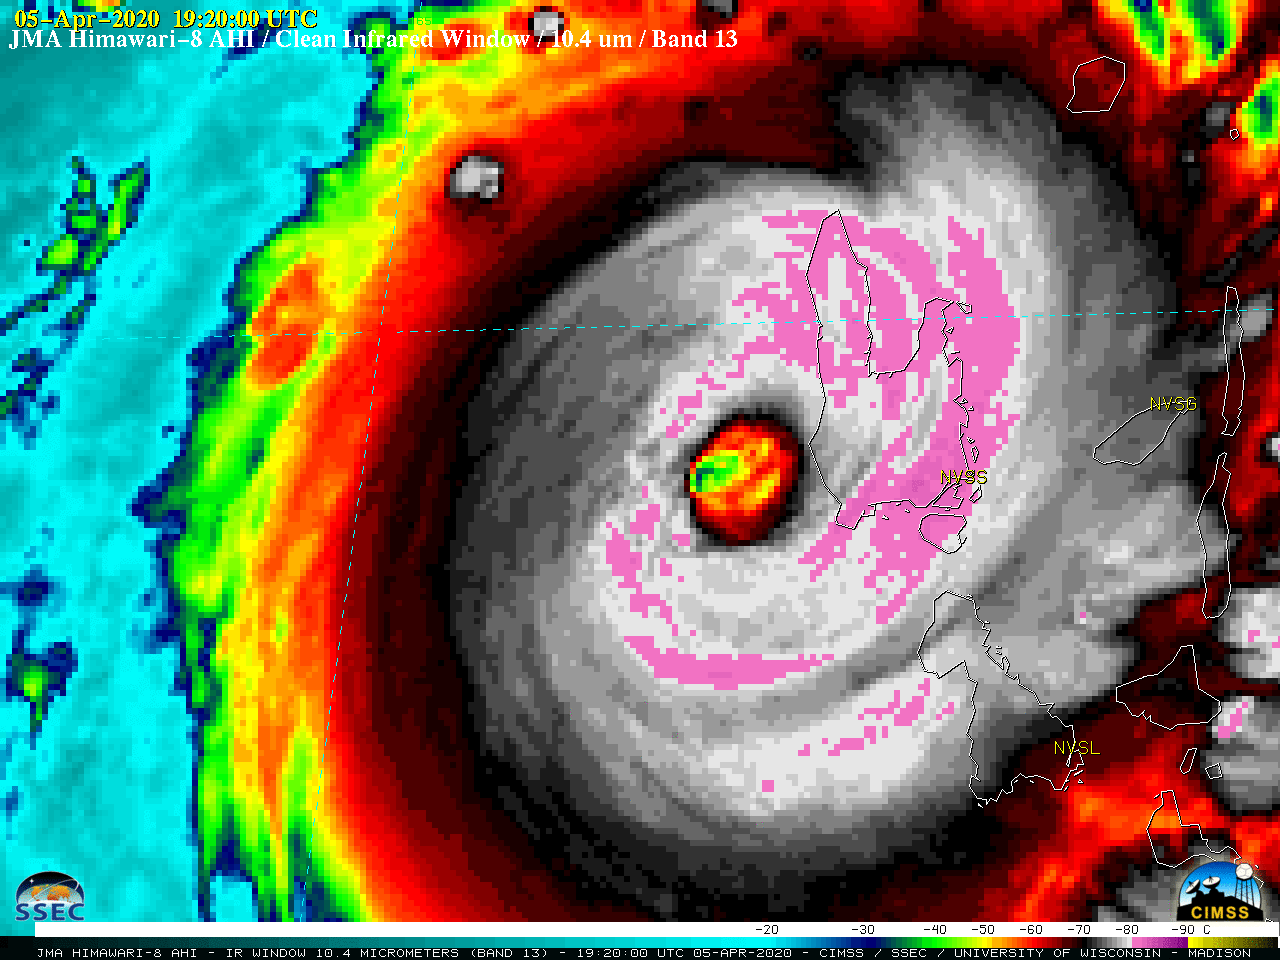 05-Apr-2020 19:20:00 UTC
JMA Himawari-8 AHI / Clean Infrared Window / 10.4 um / Band 13
NVSG
NVSS
NVSL
SSEC
CIMSS
-20 -30 -40 -50 -60 -70 -80 -90 C
JMA HIMAWARI-8 AHI - IR WINDOW 10.4 MICROMETERS (BAND 13) - 19:20:00 UTC 05-APR-2020 - CIMSS / SSEC / UNIVERSITY OF WISCONSIN - MADISON